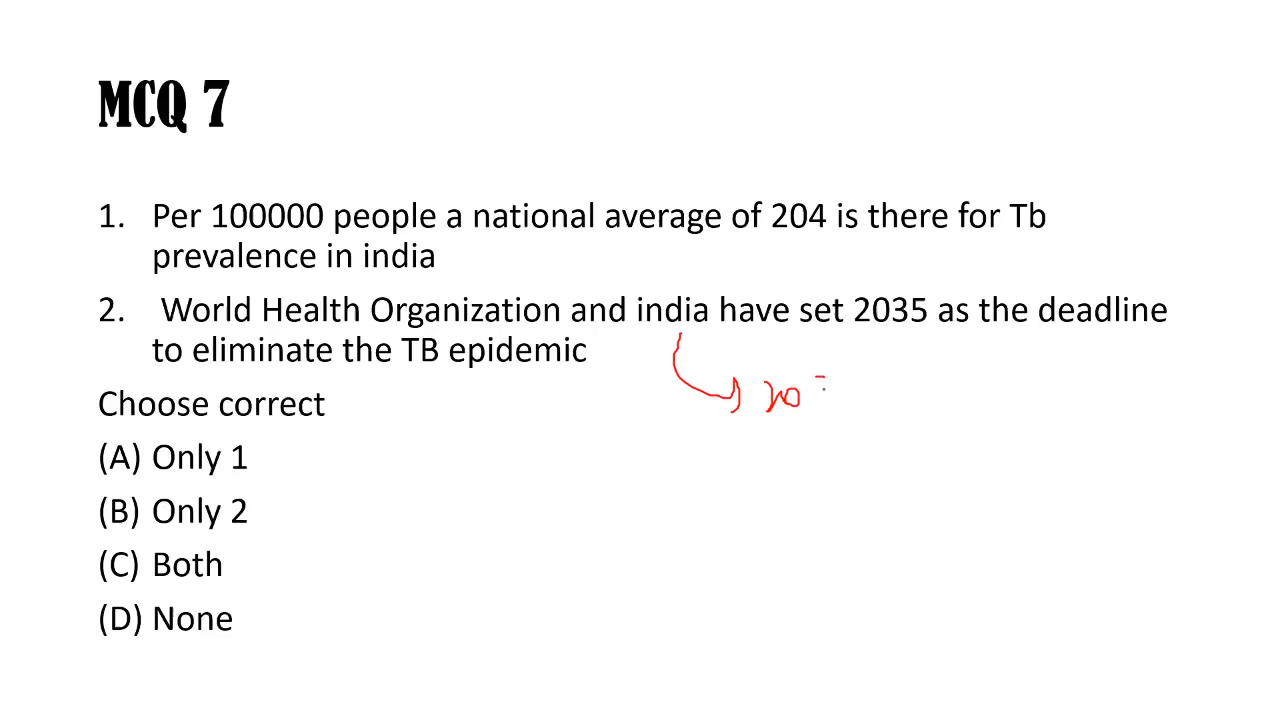 MCQ 7
1. Per 100000 people a national average of 204 is there for Tb
prevalence in india
2. World Health Organization and india have set 2035 as the deadline
to eliminate the TB epidemic
Choose correct
(A) Only 1
(B) Only 2
(C) Both
(D) None